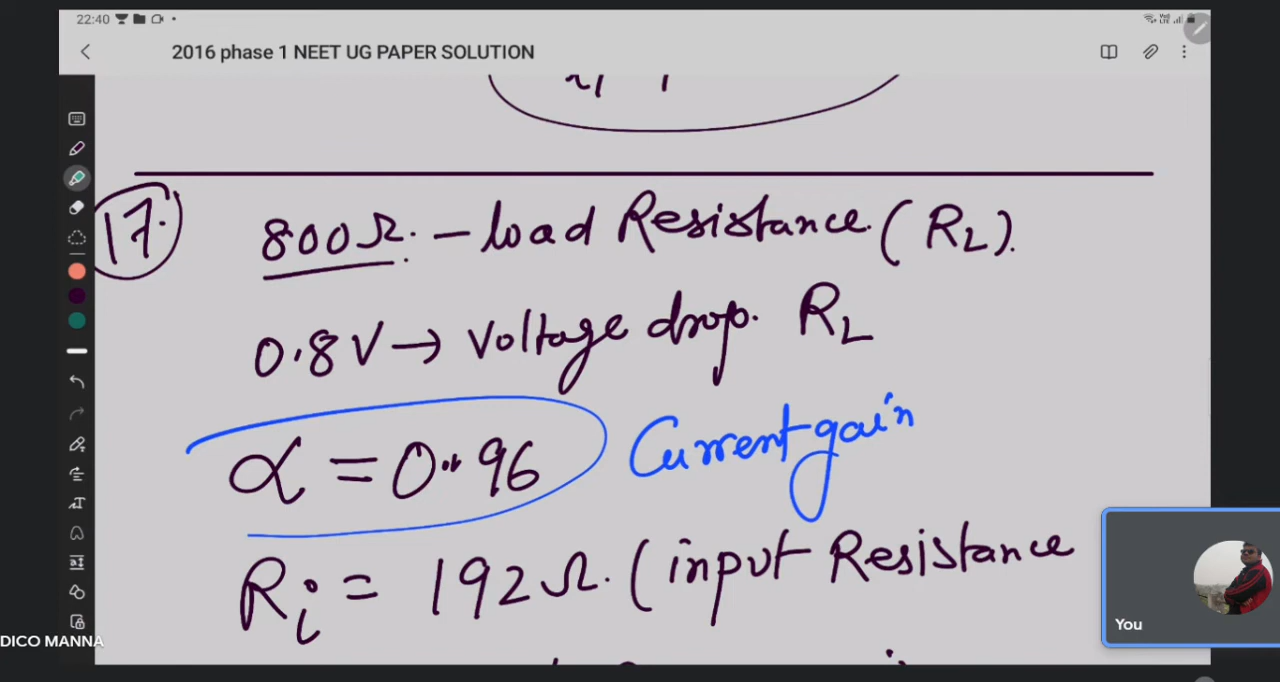 22:40
2016 phase 1 NEET UG PAPER SOLUTION
17.
800Ω. – load Resistance. (RL).
0.8V → Voltage drop. RL
α = 0.96 Current gain
Ri = 192Ω. (input Resistance
You
DICO MANNA